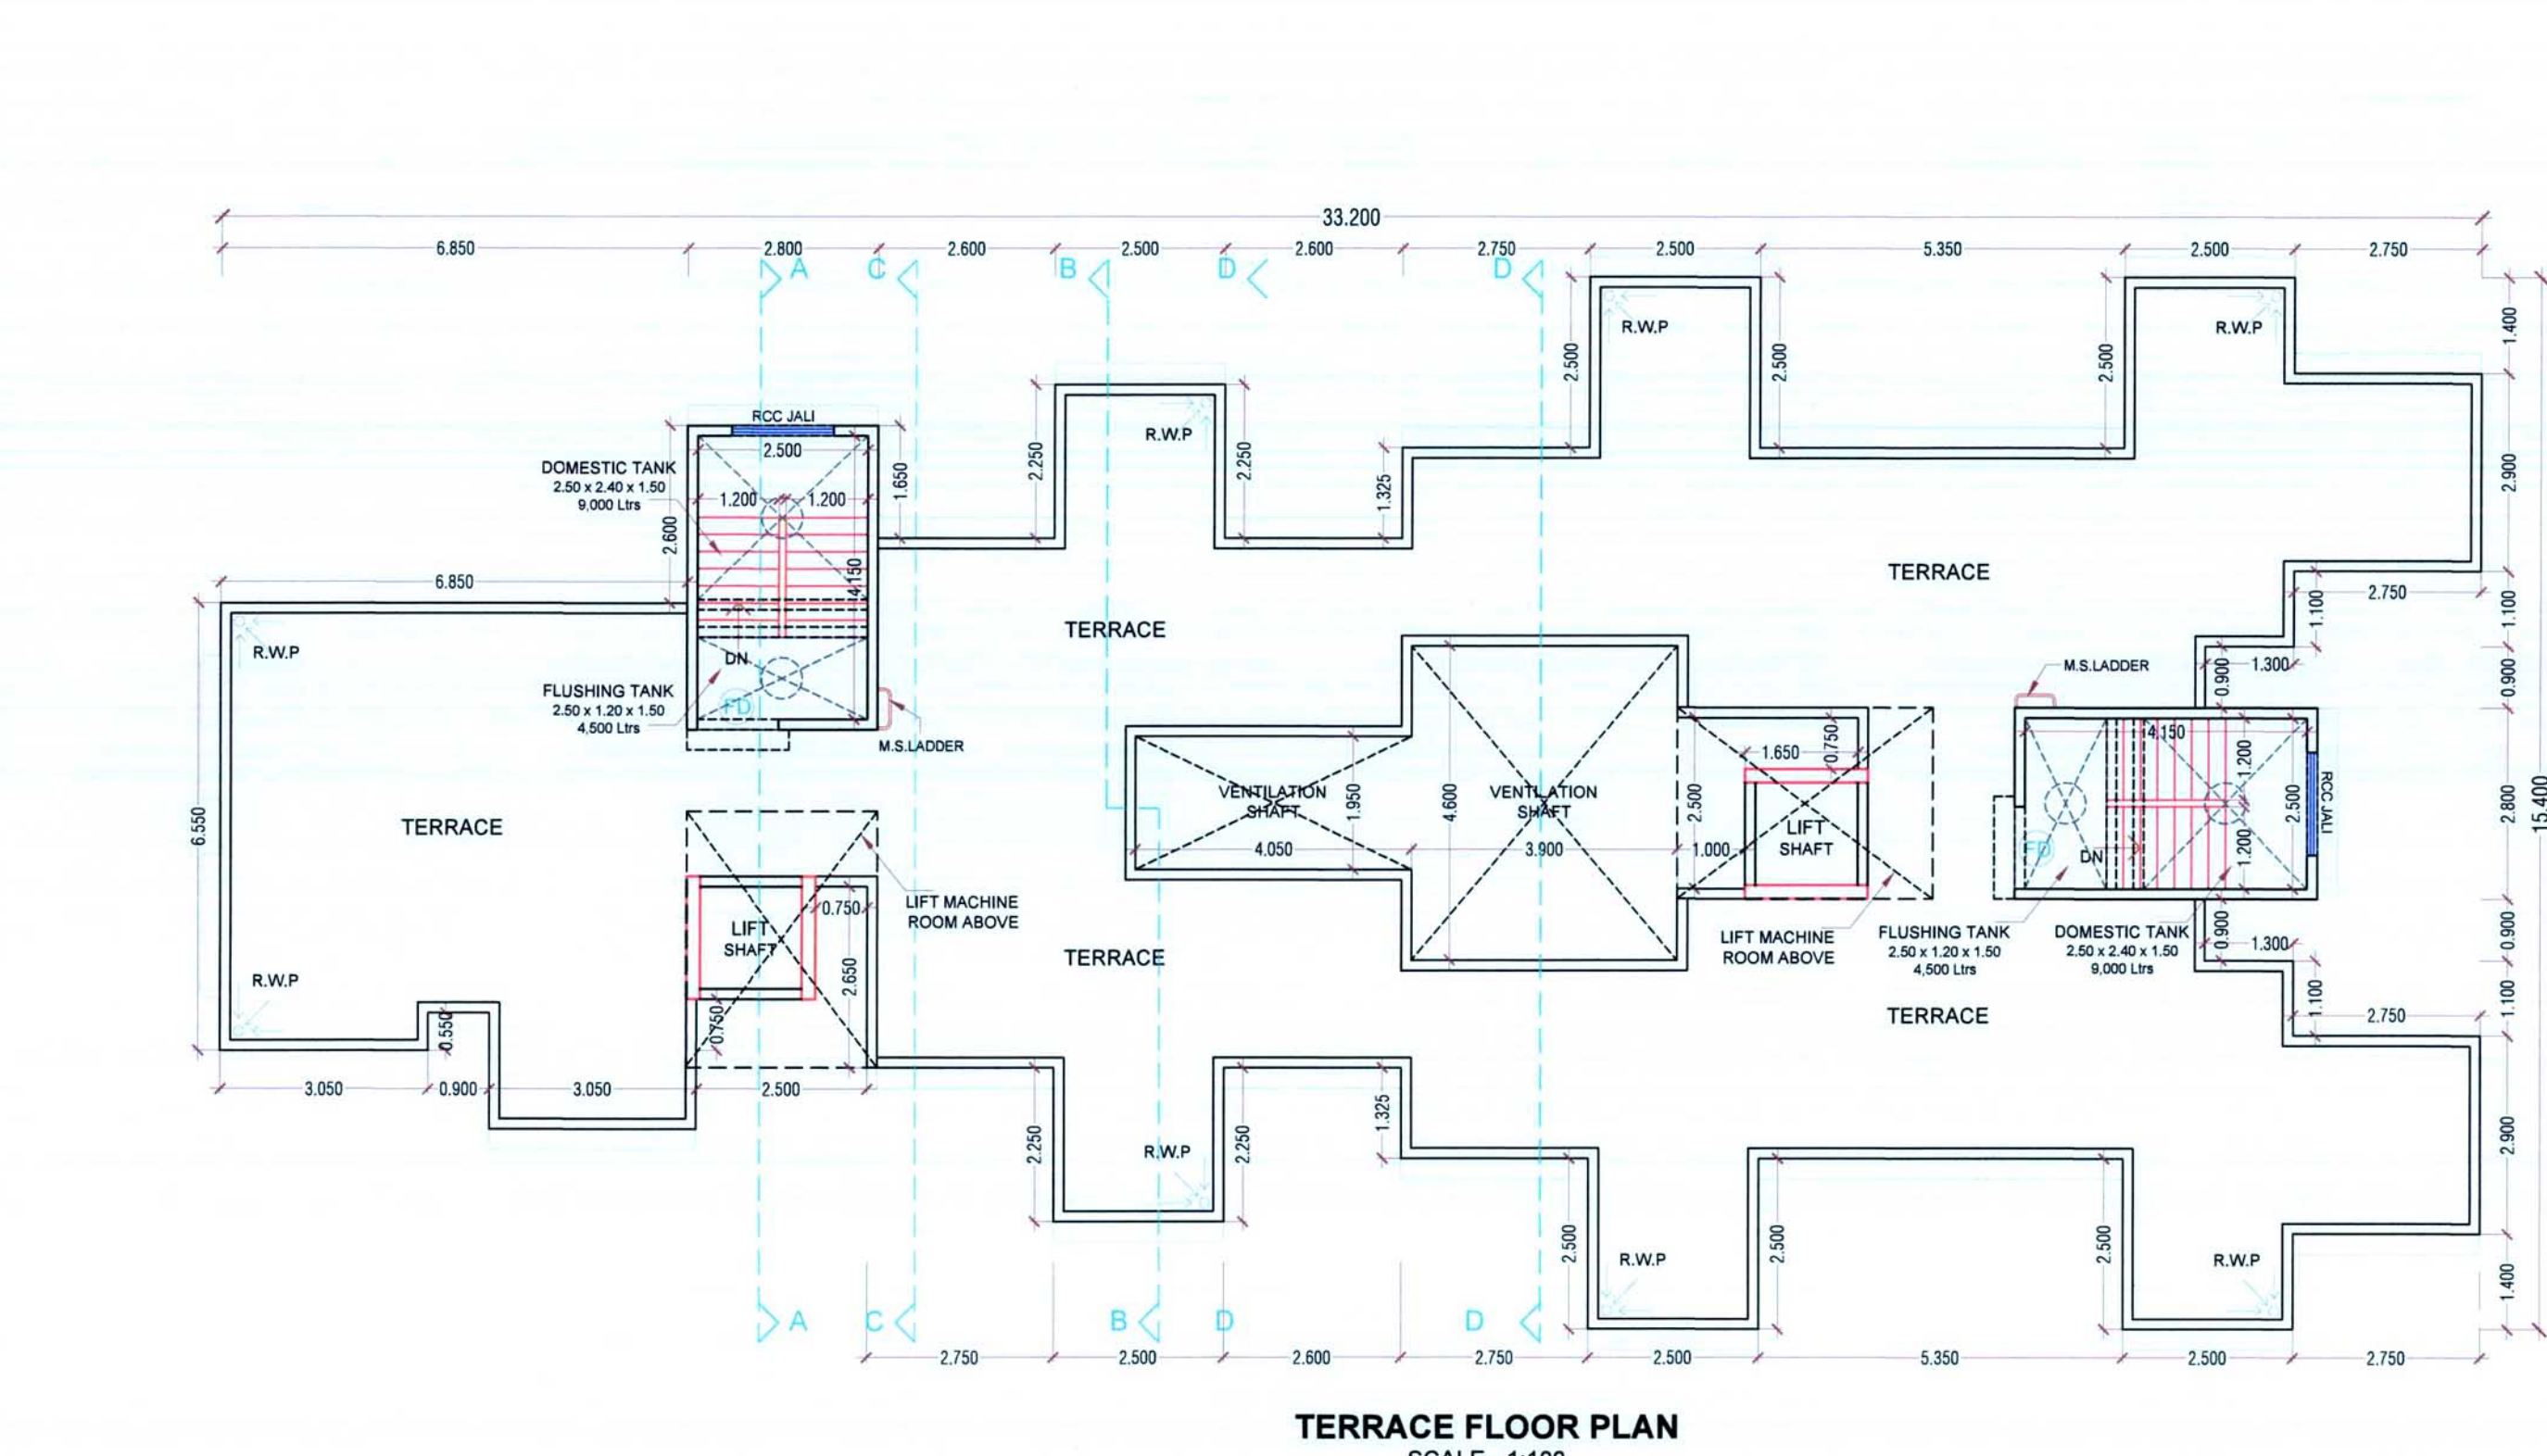 33.200
6.850 2.800 2.600 2.500 2.600 2.750 2.500 5.350 2.500 2.750
A C B D D
R.W.P R.W.P
1.400
2.500 2.500 2.500
RCC JALI
2.500
R.W.P
DOMESTIC TANK
2.50 x 2.40 x 1.50
9,000 Ltrs
1.200 1.200
1.650
2.250 2.250
1.325
2.900
2.600
4.150
6.850
TERRACE
2.750
1.100 1.100
TERRACE
R.W.P
DN
FLUSHING TANK
2.50 x 1.20 x 1.50
4,500 Ltrs
FD
M.S.LADDER
M.S.LADDER
0.900 1.300 0.900
4.150
1.650 0.750
1.200
VENTILATION
SHAFT
1.950
4.600
VENTILATION
SHAFT
2.500
LIFT
SHAFT
2.500
RCC JALI
2.800
15.400
6.550
TERRACE
4.050 3.900 1.000
FD
DN
1.200
LIFT MACHINE
ROOM ABOVE
0.750
LIFT
SHAFT
2.650
0.750
TERRACE
LIFT MACHINE
ROOM ABOVE
FLUSHING TANK
2.50 x 1.20 x 1.50
4,500 Ltrs
DOMESTIC TANK
2.50 x 2.40 x 1.50
9,000 Ltrs
0.900 1.300 0.900
R.W.P
TERRACE
1.100 2.750 1.100
0.550
3.050 0.900 3.050 2.500
2.250 2.250
1.325
2.900
R.W.P
2.500 2.500 2.500
R.W.P R.W.P
1.400
A C B D D
2.750 2.500 2.600 2.750 2.500 5.350 2.500 2.750
TERRACE FLOOR PLAN